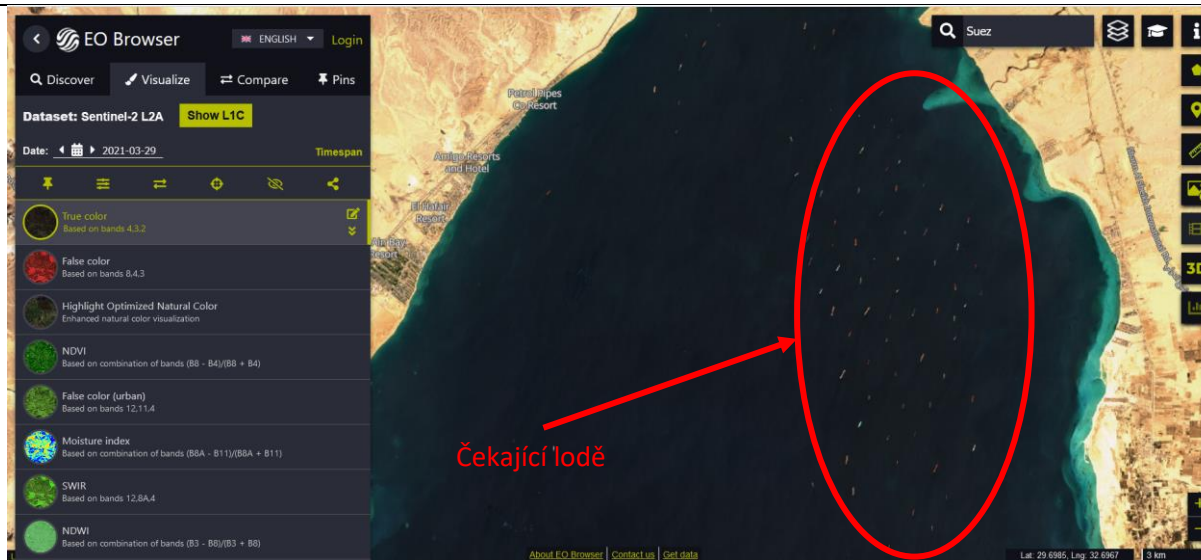 EO Browser
ENGLISH
Login
Discover
Visualize
Compare
Pins
Dataset: Sentinel-2 L2A
Show L1C
Date:
2021-03-29
Timespan
True color
Based on bands 4,3,2
False color
Based on bands 8,4,3
Highlight Optimized Natural Color
Enhanced natural color visualization
NDVI
Based on combination of bands (B8 - B4)/(B8 + B4)
False color (urban)
Based on bands 12,11,4
Moisture index
Based on combination of bands (B8A - B11)/(B8A + B11)
SWIR
Based on bands 12,8A,4
NDWI
Based on combination of bands (B3 - B8)/(B3 + B8)
Suez
Petrol Pipes
Co Resort
Amigo Resorts
and Hotel
Resort
Resort
3D
Čekající lodě
About EO Browser
Contact us
Get data
Lat: 29.6985, Lng: 32.6967
3 km